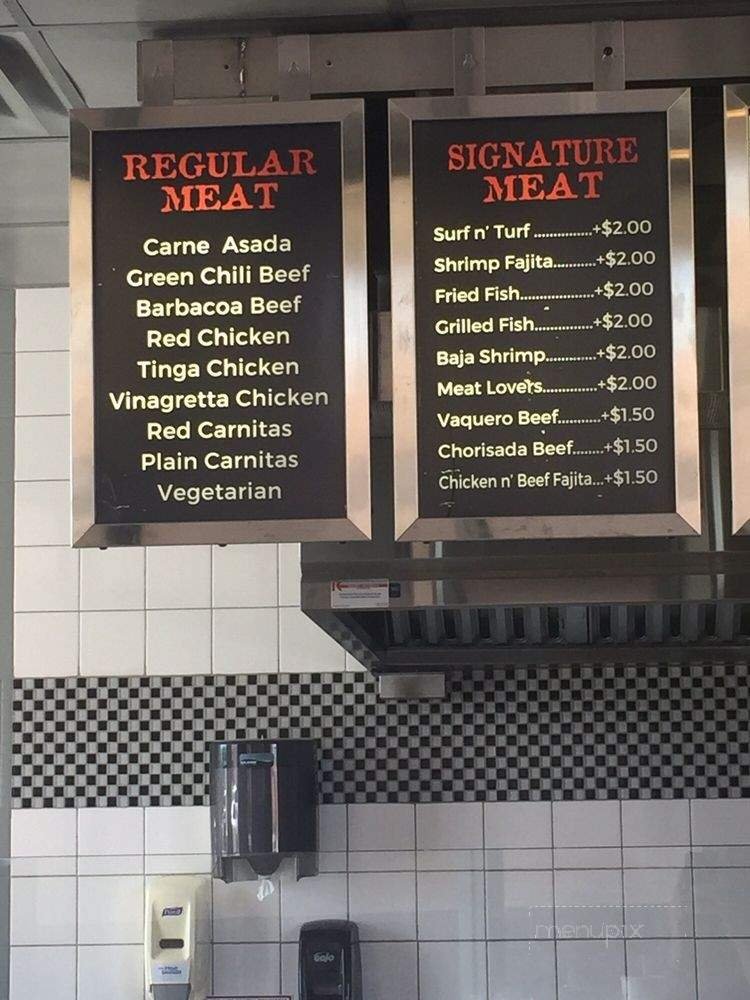 REGULAR
MEAT
Carne Asada
Green Chili Beef
Barbacoa Beef
Red Chicken
Tinga Chicken
Vinagretta Chicken
Red Carnitas
Plain Carnitas
Vegetarian
SIGNATURE
MEAT
Surf n' Turf ...............+$2.00
Shrimp Fajita...........+$2.00
Fried Fish...................+$2.00
Grilled Fish...............+$2.00
Baja Shrimp.............+$2.00
Meat Lovers..............+$2.00
Vaquero Beef...........+$1.50
Chorisada Beef........+$1.50
Chicken n' Beef Fajita...+$1.50
Purell
Gojo
menupix